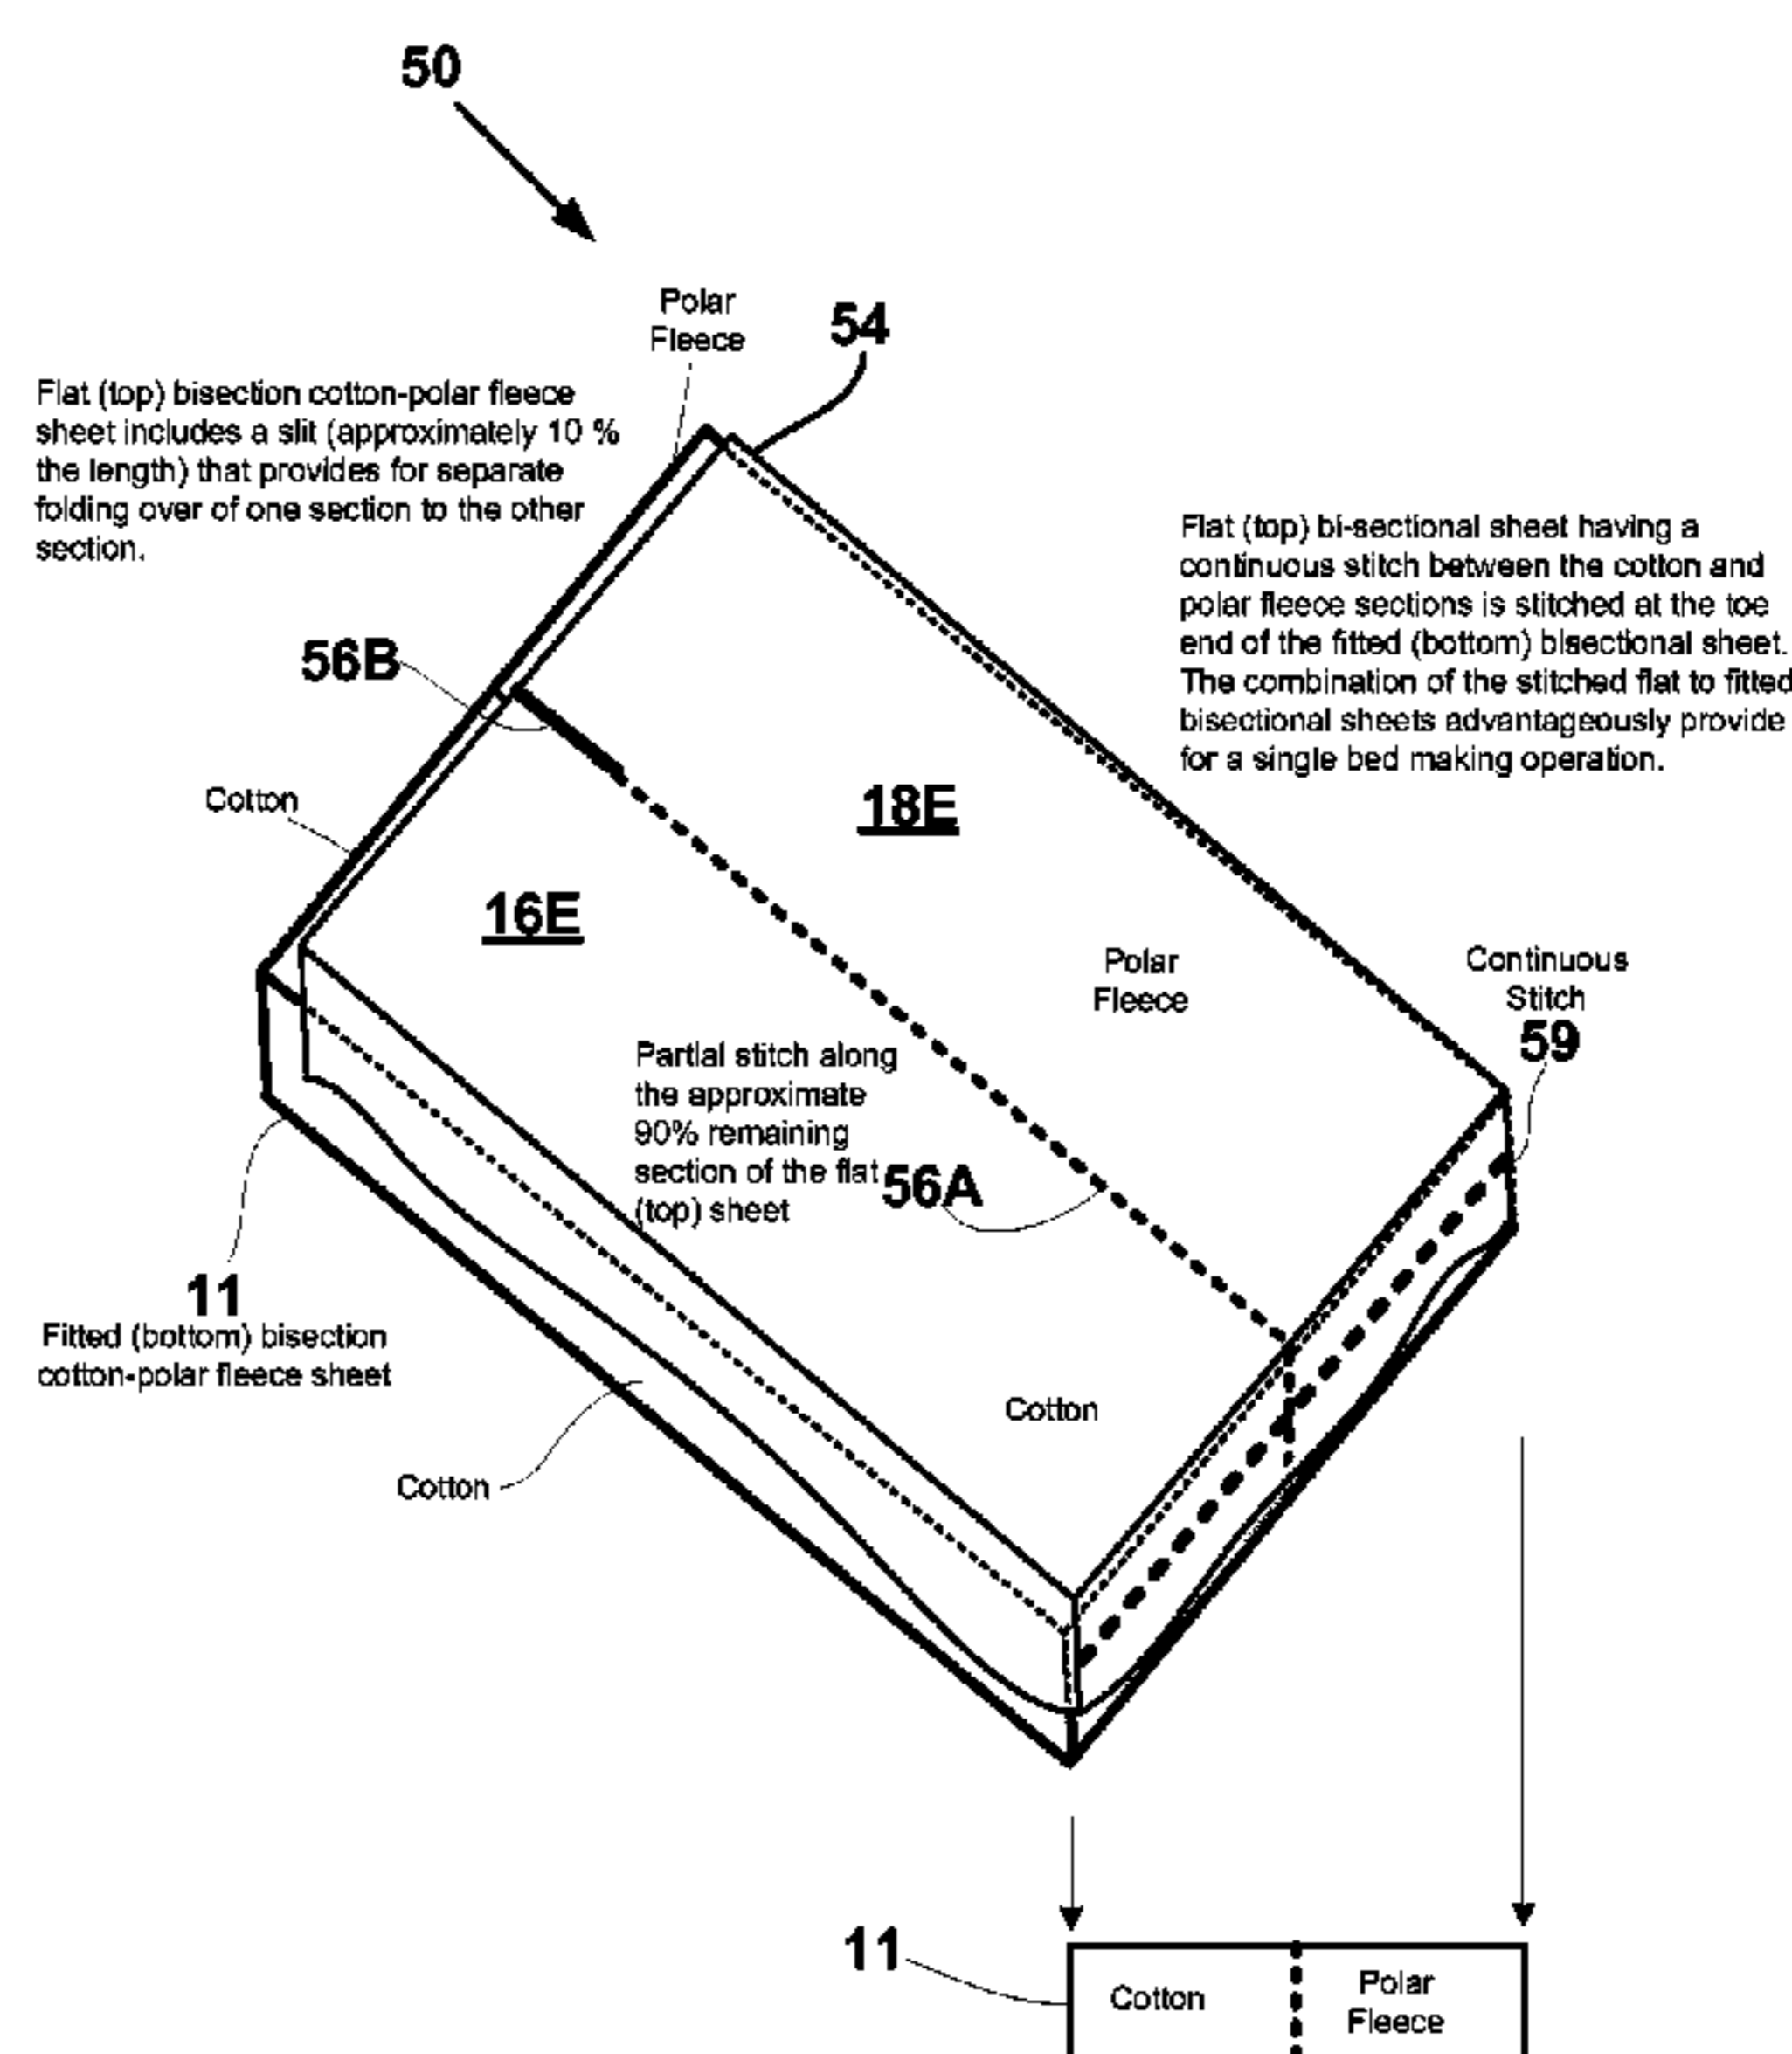 50
Polar
Fleece
54
Flat (top) bisection cotton-polar fleece
sheet includes a slit (approximately 10 %
the length) that provides for separate
folding over of one section to the other
section.
Flat (top) bi-sectional sheet having a
continuous stitch between the cotton and
polar fleece sections is stitched at the toe
end of the fitted (bottom) bisectional sheet.
The combination of the stitched flat to fitted
bisectional sheets advantageously provide
for a single bed making operation.
56B
Cotton
18E
16E
Polar
Fleece
Continuous
Stitch
59
Partial stitch along
the approximate
90% remaining
section of the flat
(top) sheet
56A
11
Fitted (bottom) bisection
cotton-polar fleece sheet
Cotton
Cotton
11
Cotton
Polar
Fleece